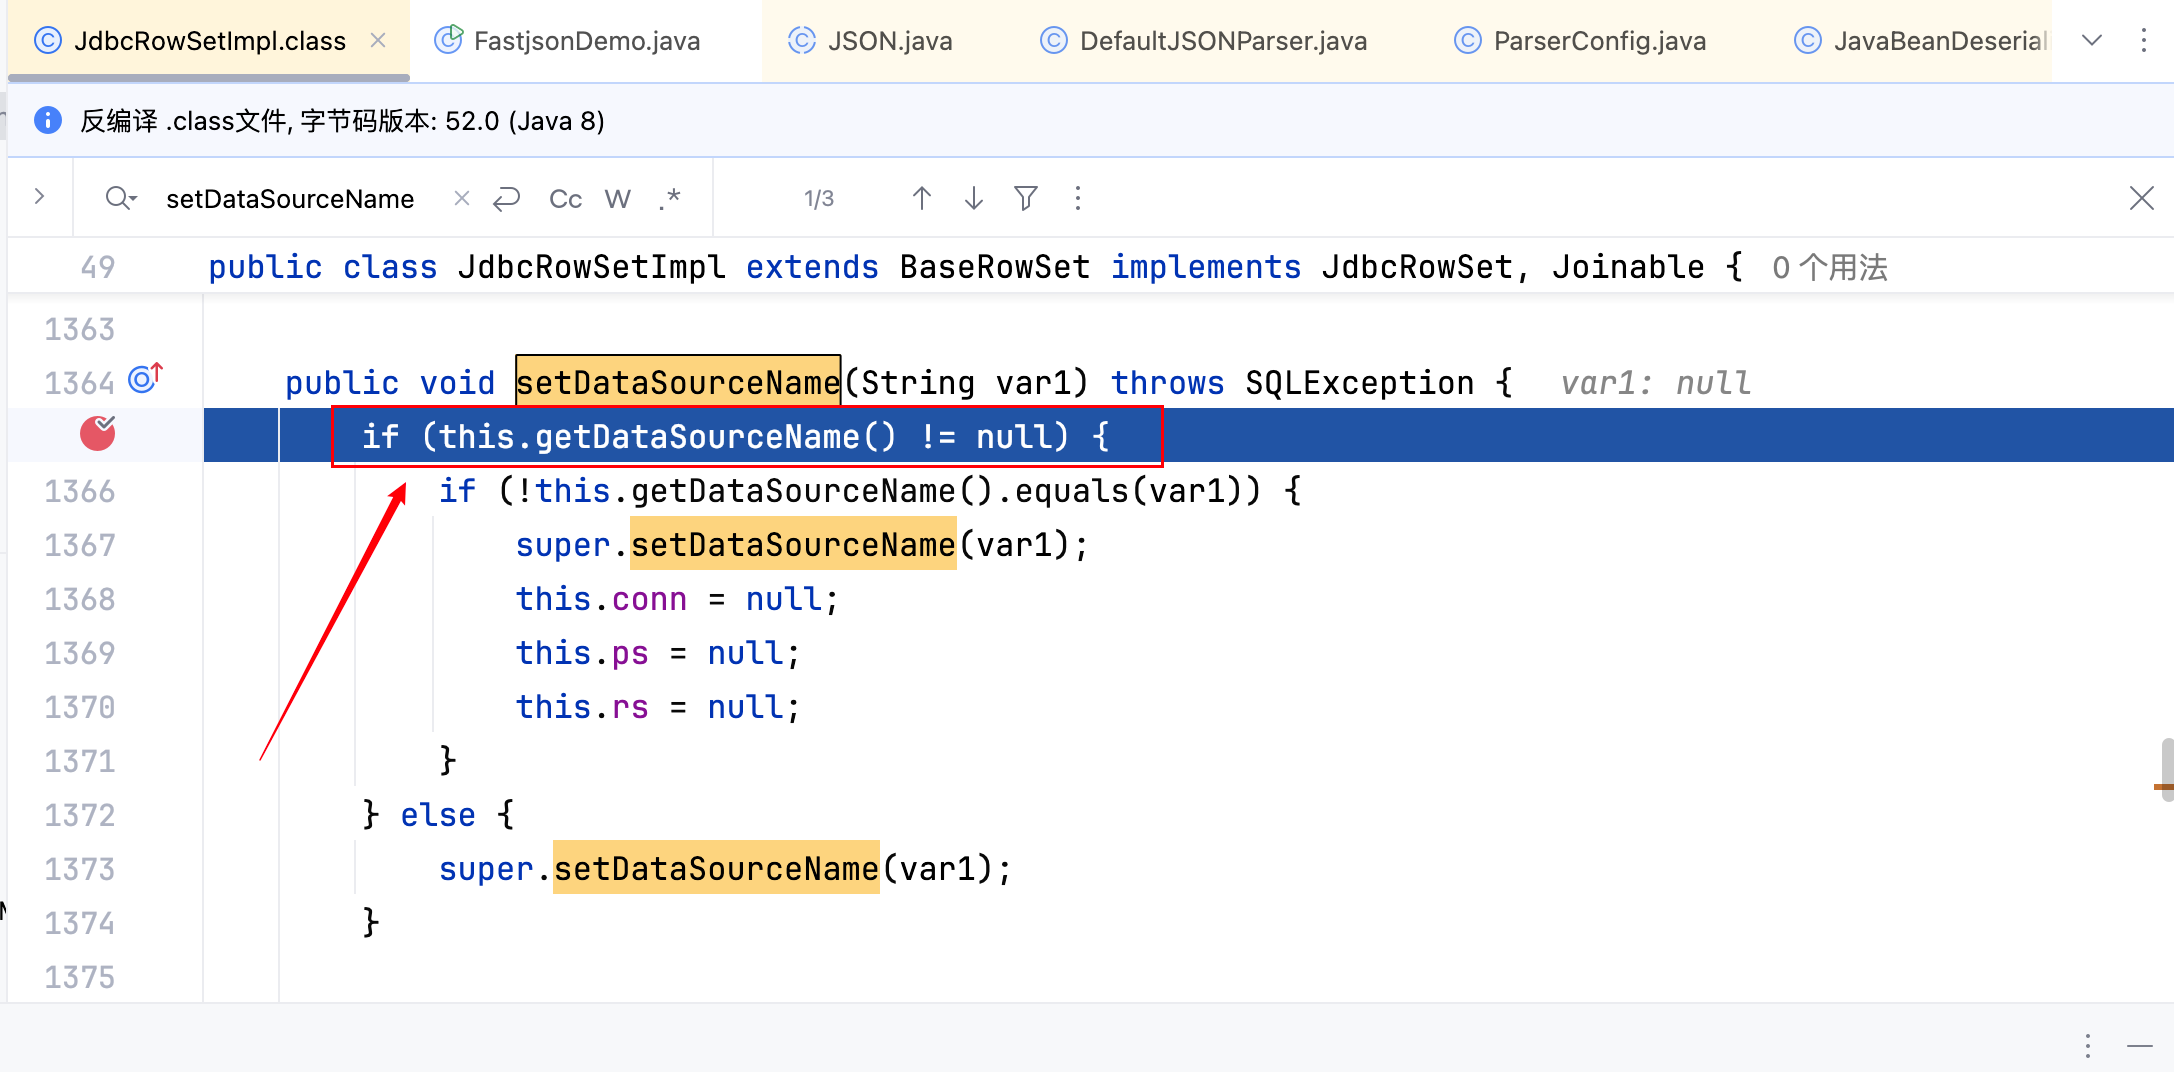 JdbcRowSetImpl.class
FastjsonDemo.java
JSON.java
DefaultJSONParser.java
ParserConfig.java
JavaBeanDeserial
反编译 .class文件, 字节码版本: 52.0 (Java 8)
setDataSourceName
Cc W .*
1/3
49 public class JdbcRowSetImpl extends BaseRowSet implements JdbcRowSet, Joinable { 0 个用法
1363
1364 public void setDataSourceName(String var1) throws SQLException { var1: null
if (this.getDataSourceName() != null) {
1366 if (!this.getDataSourceName().equals(var1)) {
1367 super.setDataSourceName(var1);
1368 this.conn = null;
1369 this.ps = null;
1370 this.rs = null;
1371 }
1372 } else {
1373 super.setDataSourceName(var1);
1374 }
1375